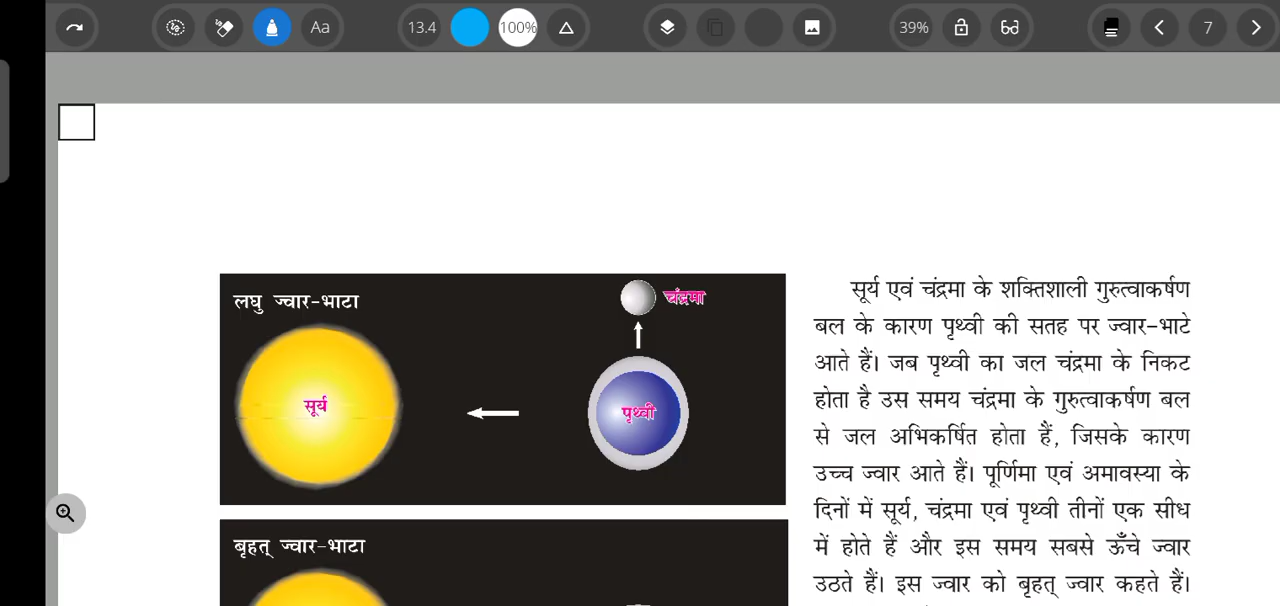 Aa
13.4
100%
39%
7
लघु ज्वार-भाटा
चंद्रमा
सूर्य
पृथ्वी
बृहत् ज्वार-भाटा
सूर्य एवं चंद्रमा के शक्तिशाली गुरुत्वाकर्षण
बल के कारण पृथ्वी की सतह पर ज्वार-भाटे
आते हैं। जब पृथ्वी का जल चंद्रमा के निकट
होता है उस समय चंद्रमा के गुरुत्वाकर्षण बल
से जल अभिकर्षित होता हैं, जिसके कारण
उच्च ज्वार आते हैं। पूर्णिमा एवं अमावस्या के
दिनों में सूर्य, चंद्रमा एवं पृथ्वी तीनों एक सीध
में होते हैं और इस समय सबसे ऊँचे ज्वार
उठते हैं। इस ज्वार को बृहत् ज्वार कहते हैं।